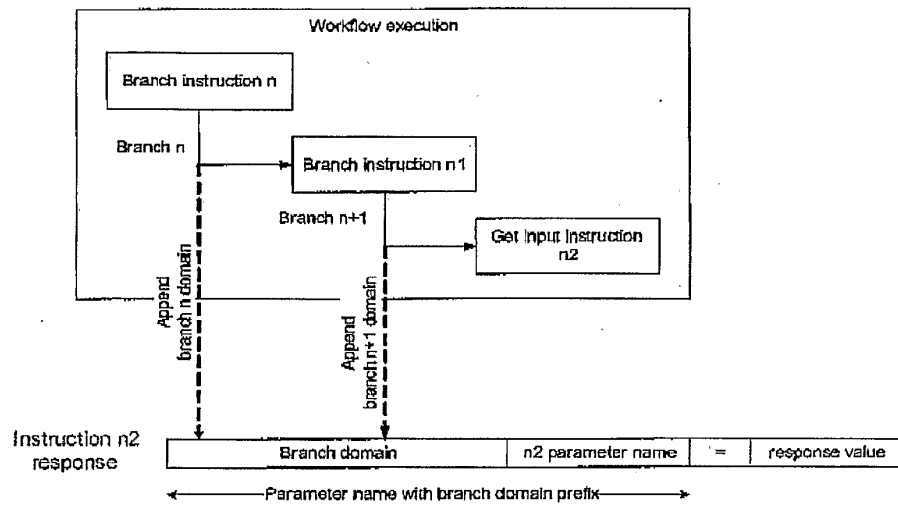 Workflow execution
Branch instruction n
Branch n
Branch instruction n1
Branch n+1
Get Input Instruction
n2
Append
branch n domain
Append
branch n+1 domain
Instruction n2
response
Branch domain
n2 parameter name
=
response value
Parameter name with branch domain prefix